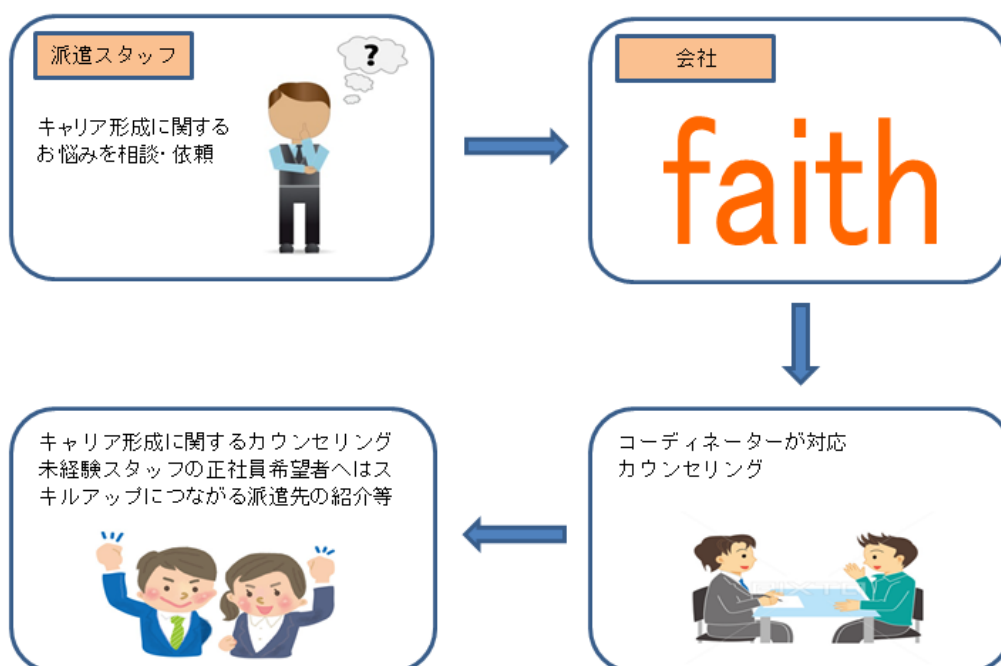 派遣スタッフ
?
キャリア形成に関する
お悩みを相談・依頼
会社
faith
コーディネーターが対応
カウンセリング
キャリア形成に関するカウンセリング
未経験スタッフの正社員希望者へはス
キルアップにつながる派遣先の紹介等